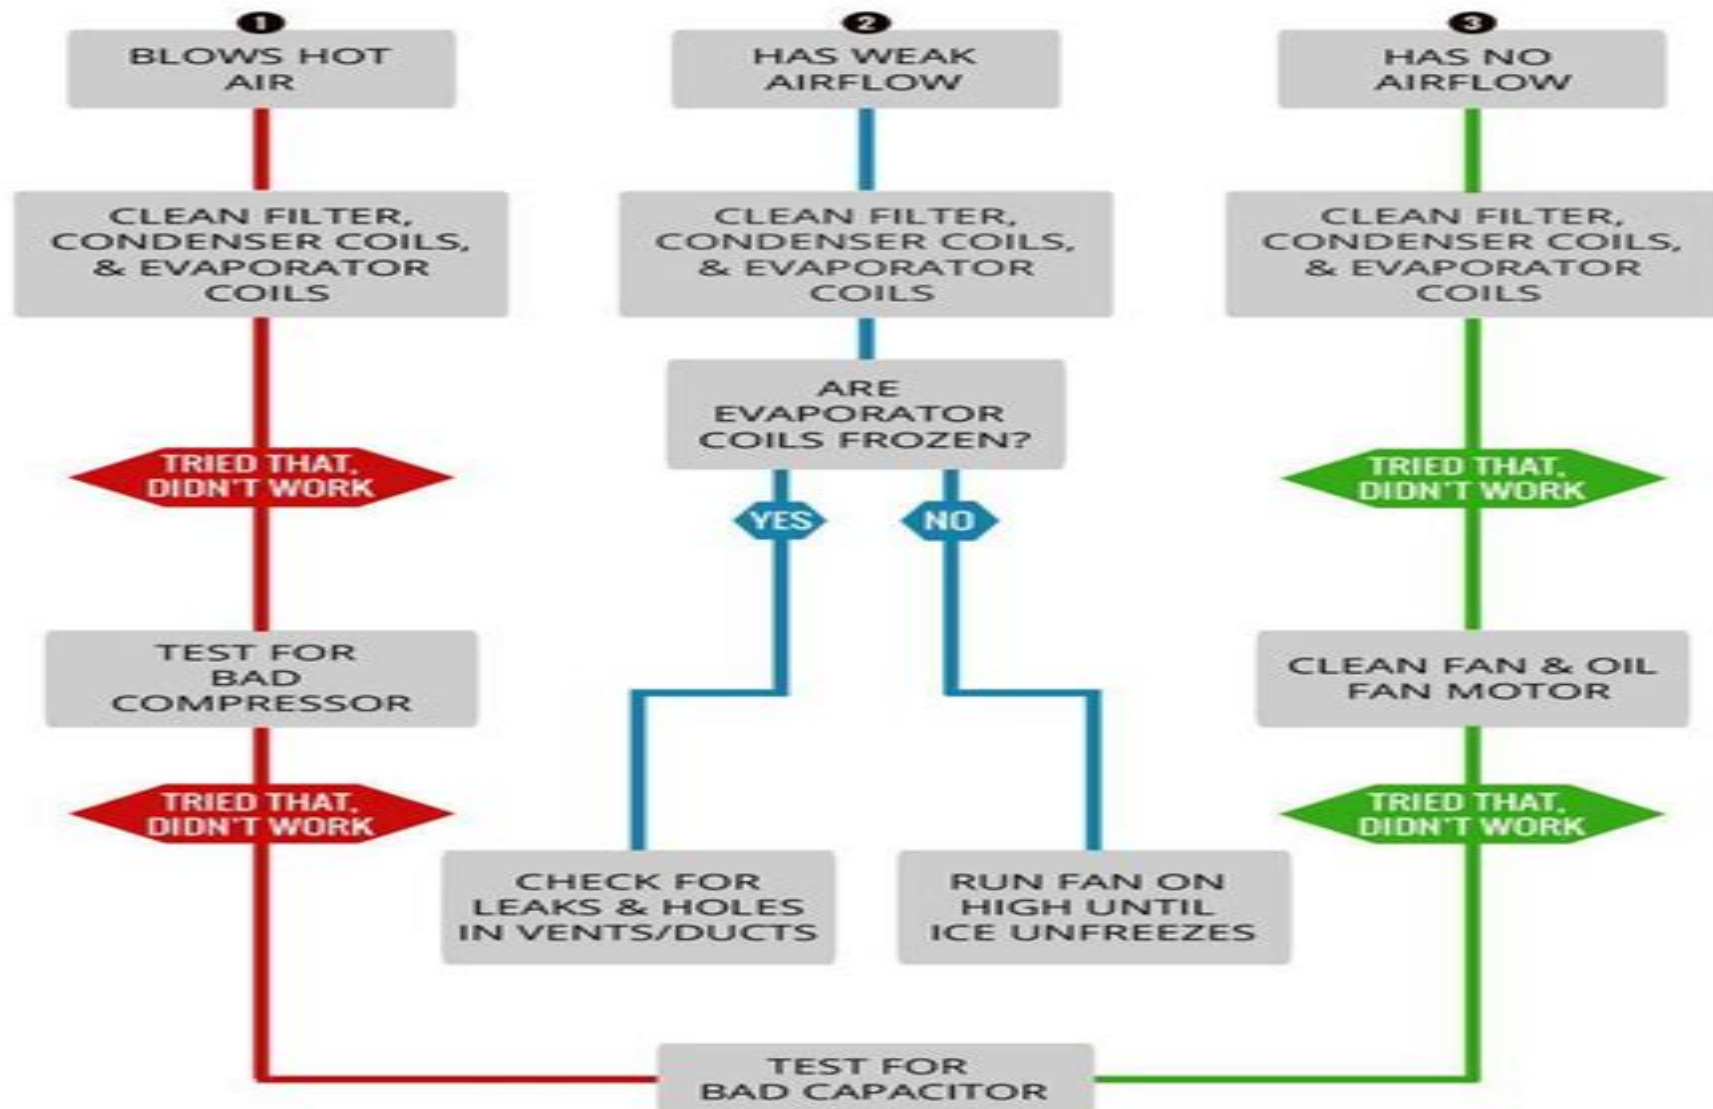 1
BLOWS HOT
AIR
CLEAN FILTER,
CONDENSER COILS,
& EVAPORATOR
COILS
TRIED THAT,
DIDN'T WORK
TEST FOR
BAD
COMPRESSOR
TRIED THAT,
DIDN'T WORK
2
HAS WEAK
AIRFLOW
CLEAN FILTER,
CONDENSER COILS,
& EVAPORATOR
COILS
ARE
EVAPORATOR
COILS FROZEN?
YES
NO
CHECK FOR
LEAKS & HOLES
IN VENTS/DUCTS
RUN FAN ON
HIGH UNTIL
ICE UNFREEZES
3
HAS NO
AIRFLOW
CLEAN FILTER,
CONDENSER COILS,
& EVAPORATOR
COILS
TRIED THAT,
DIDN'T WORK
CLEAN FAN & OIL
FAN MOTOR
TRIED THAT,
DIDN'T WORK
TEST FOR
BAD CAPACITOR